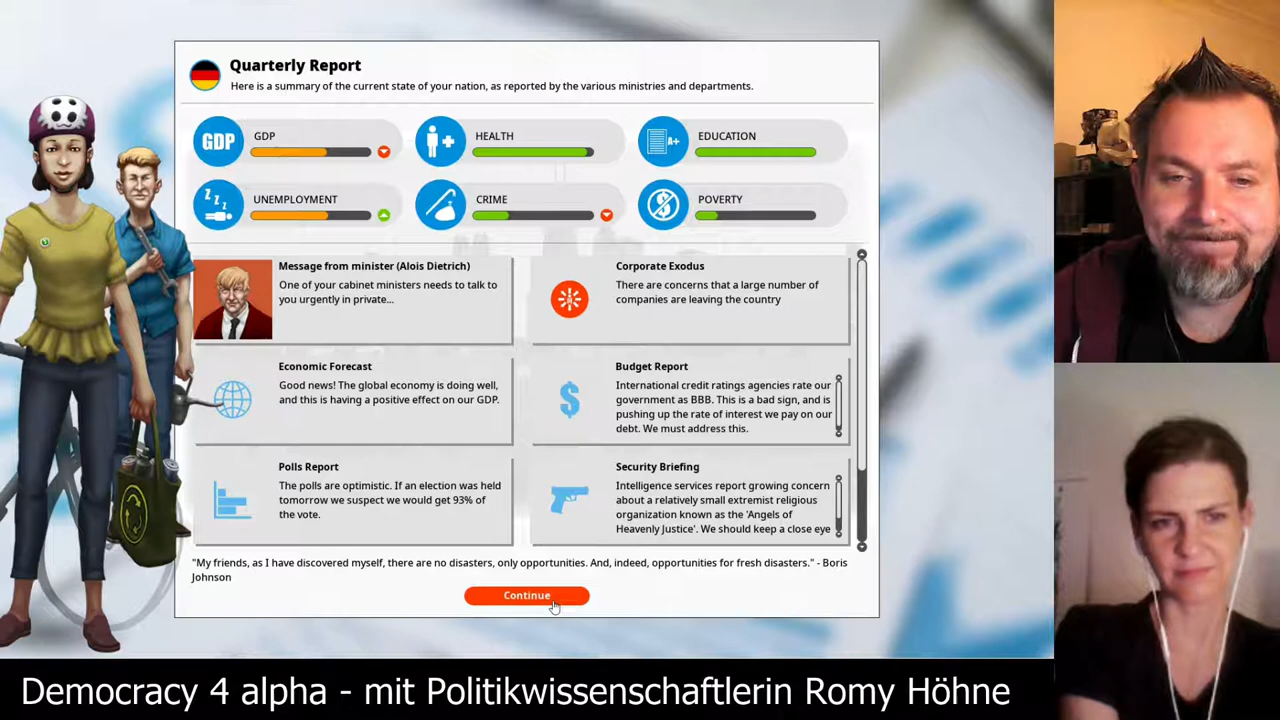 Quarterly Report
Here is a summary of the current state of your nation, as reported by the various ministries and departments.
GDP
GDP
HEALTH
A+
EDUCATION
Z
Z
Z
UNEMPLOYMENT
CRIME
$
POVERTY
Message from minister (Alois Dietrich)
One of your cabinet ministers needs to talk to
you urgently in private...
Corporate Exodus
There are concerns that a large number of
companies are leaving the country
Economic Forecast
Good news! The global economy is doing well,
and this is having a positive effect on our GDP.
$
Budget Report
International credit ratings agencies rate our
government as BBB. This is a bad sign, and is
pushing up the rate of interest we pay on our
debt. We must address this.
Polls Report
The polls are optimistic. If an election was held
tomorrow we suspect we would get 93% of
the vote.
Security Briefing
Intelligence services report growing concern
about a relatively small extremist religious
organization known as the 'Angels of
Heavenly Justice'. We should keep a close eye
"My friends, as I have discovered myself, there are no disasters, only opportunities. And, indeed, opportunities for fresh disasters." - Boris
Johnson
Continue
Democracy 4 alpha - mit Politikwissenschaftlerin Romy Höhne